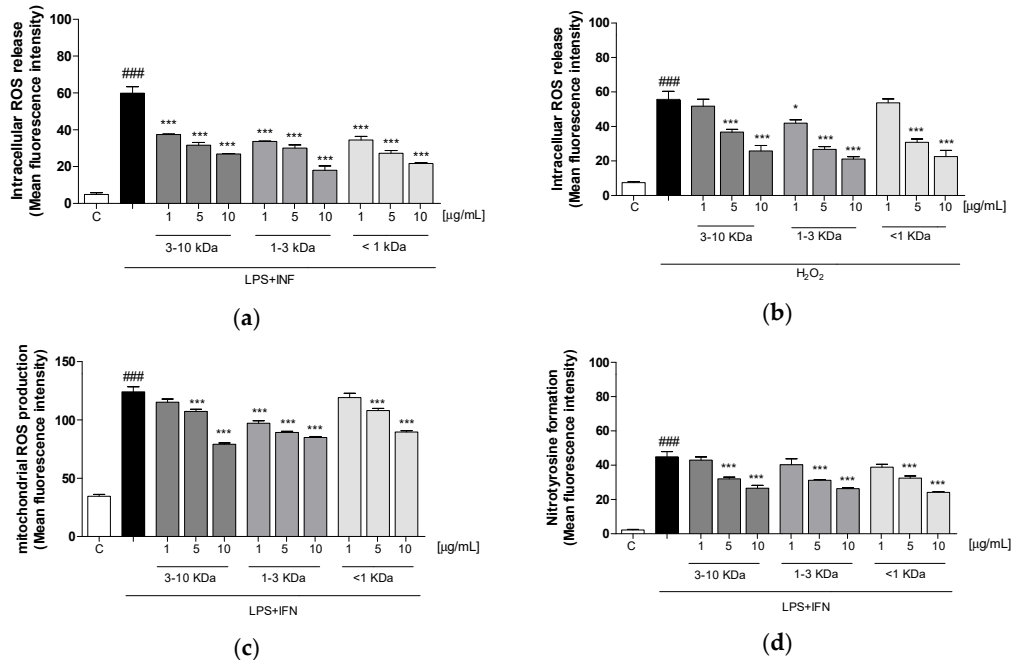 Intracellular ROS release
(Mean fluorescence intensity)
100
80
60
40
20
0
###
*** *** *** *** *** *** *** *** ***
C 1 5 10 1 5 10 1 5 10 [µg/mL]
3-10 kDa 1-3 kDa < 1 kDa
LPS+INF
(a)
Intracelluar ROS release
(Mean fluorescence intensity)
100
80
60
40
20
0
###
*** *** * *** *** *** ***
C 1 5 10 1 5 10 1 5 10 [µg/mL]
3-10 KDa 1-3 KDa <1 KDa
H2O2
(b)
mitochondrial ROS production
(Mean fluorescence intensity)
150
100
50
0
###
*** *** *** *** *** *** ***
C 1 5 10 1 5 10 1 5 10 [µg/mL]
3-10 KDa 1-3 KDa <1 KDa
LPS+IFN
(c)
Nitrotyrosine formation
(Mean fluorescence intensity)
100
80
60
40
20
0
###
*** *** *** *** *** ***
C 1 5 10 1 5 10 1 5 10 [µg/mL]
3-10 KDa 1-3 KDa <1 KDa
LPS+IFN
(d)